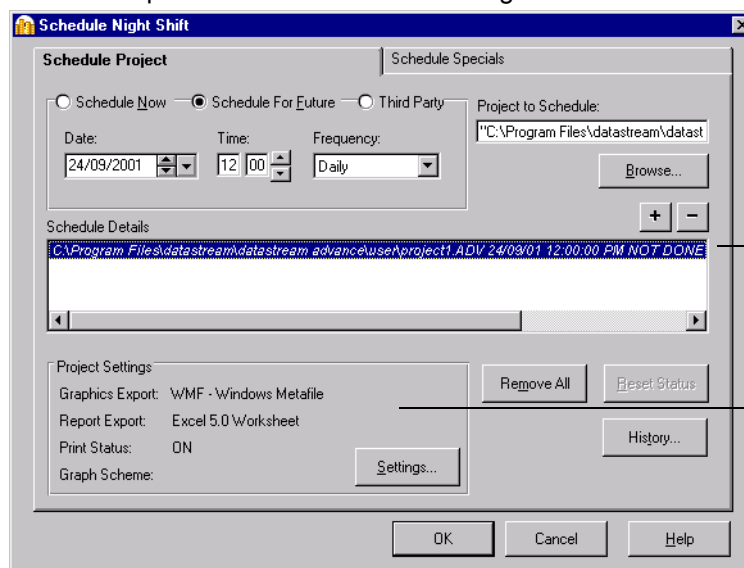 Schedule Night Shift
Schedule Project
Schedule Specials
Schedule Now Schedule For Future Third Party
Project to Schedule:
Date: Time: Frequency:
"C:\Program Files\datastream\datast
24/09/2001 12 00 Daily
Browse...
+ -
Schedule Details
C:\Program Files\datastream\datastream advance\user\project1.ADV 24/09/01 12:00:00 PM NOT DONE
Project Settings
Graphics Export: WMF - Windows Metafile
Remove All Reset Status
Report Export: Excel 5.0 Worksheet
Print Status: ON
History...
Graph Scheme:
Settings...
OK Cancel Help